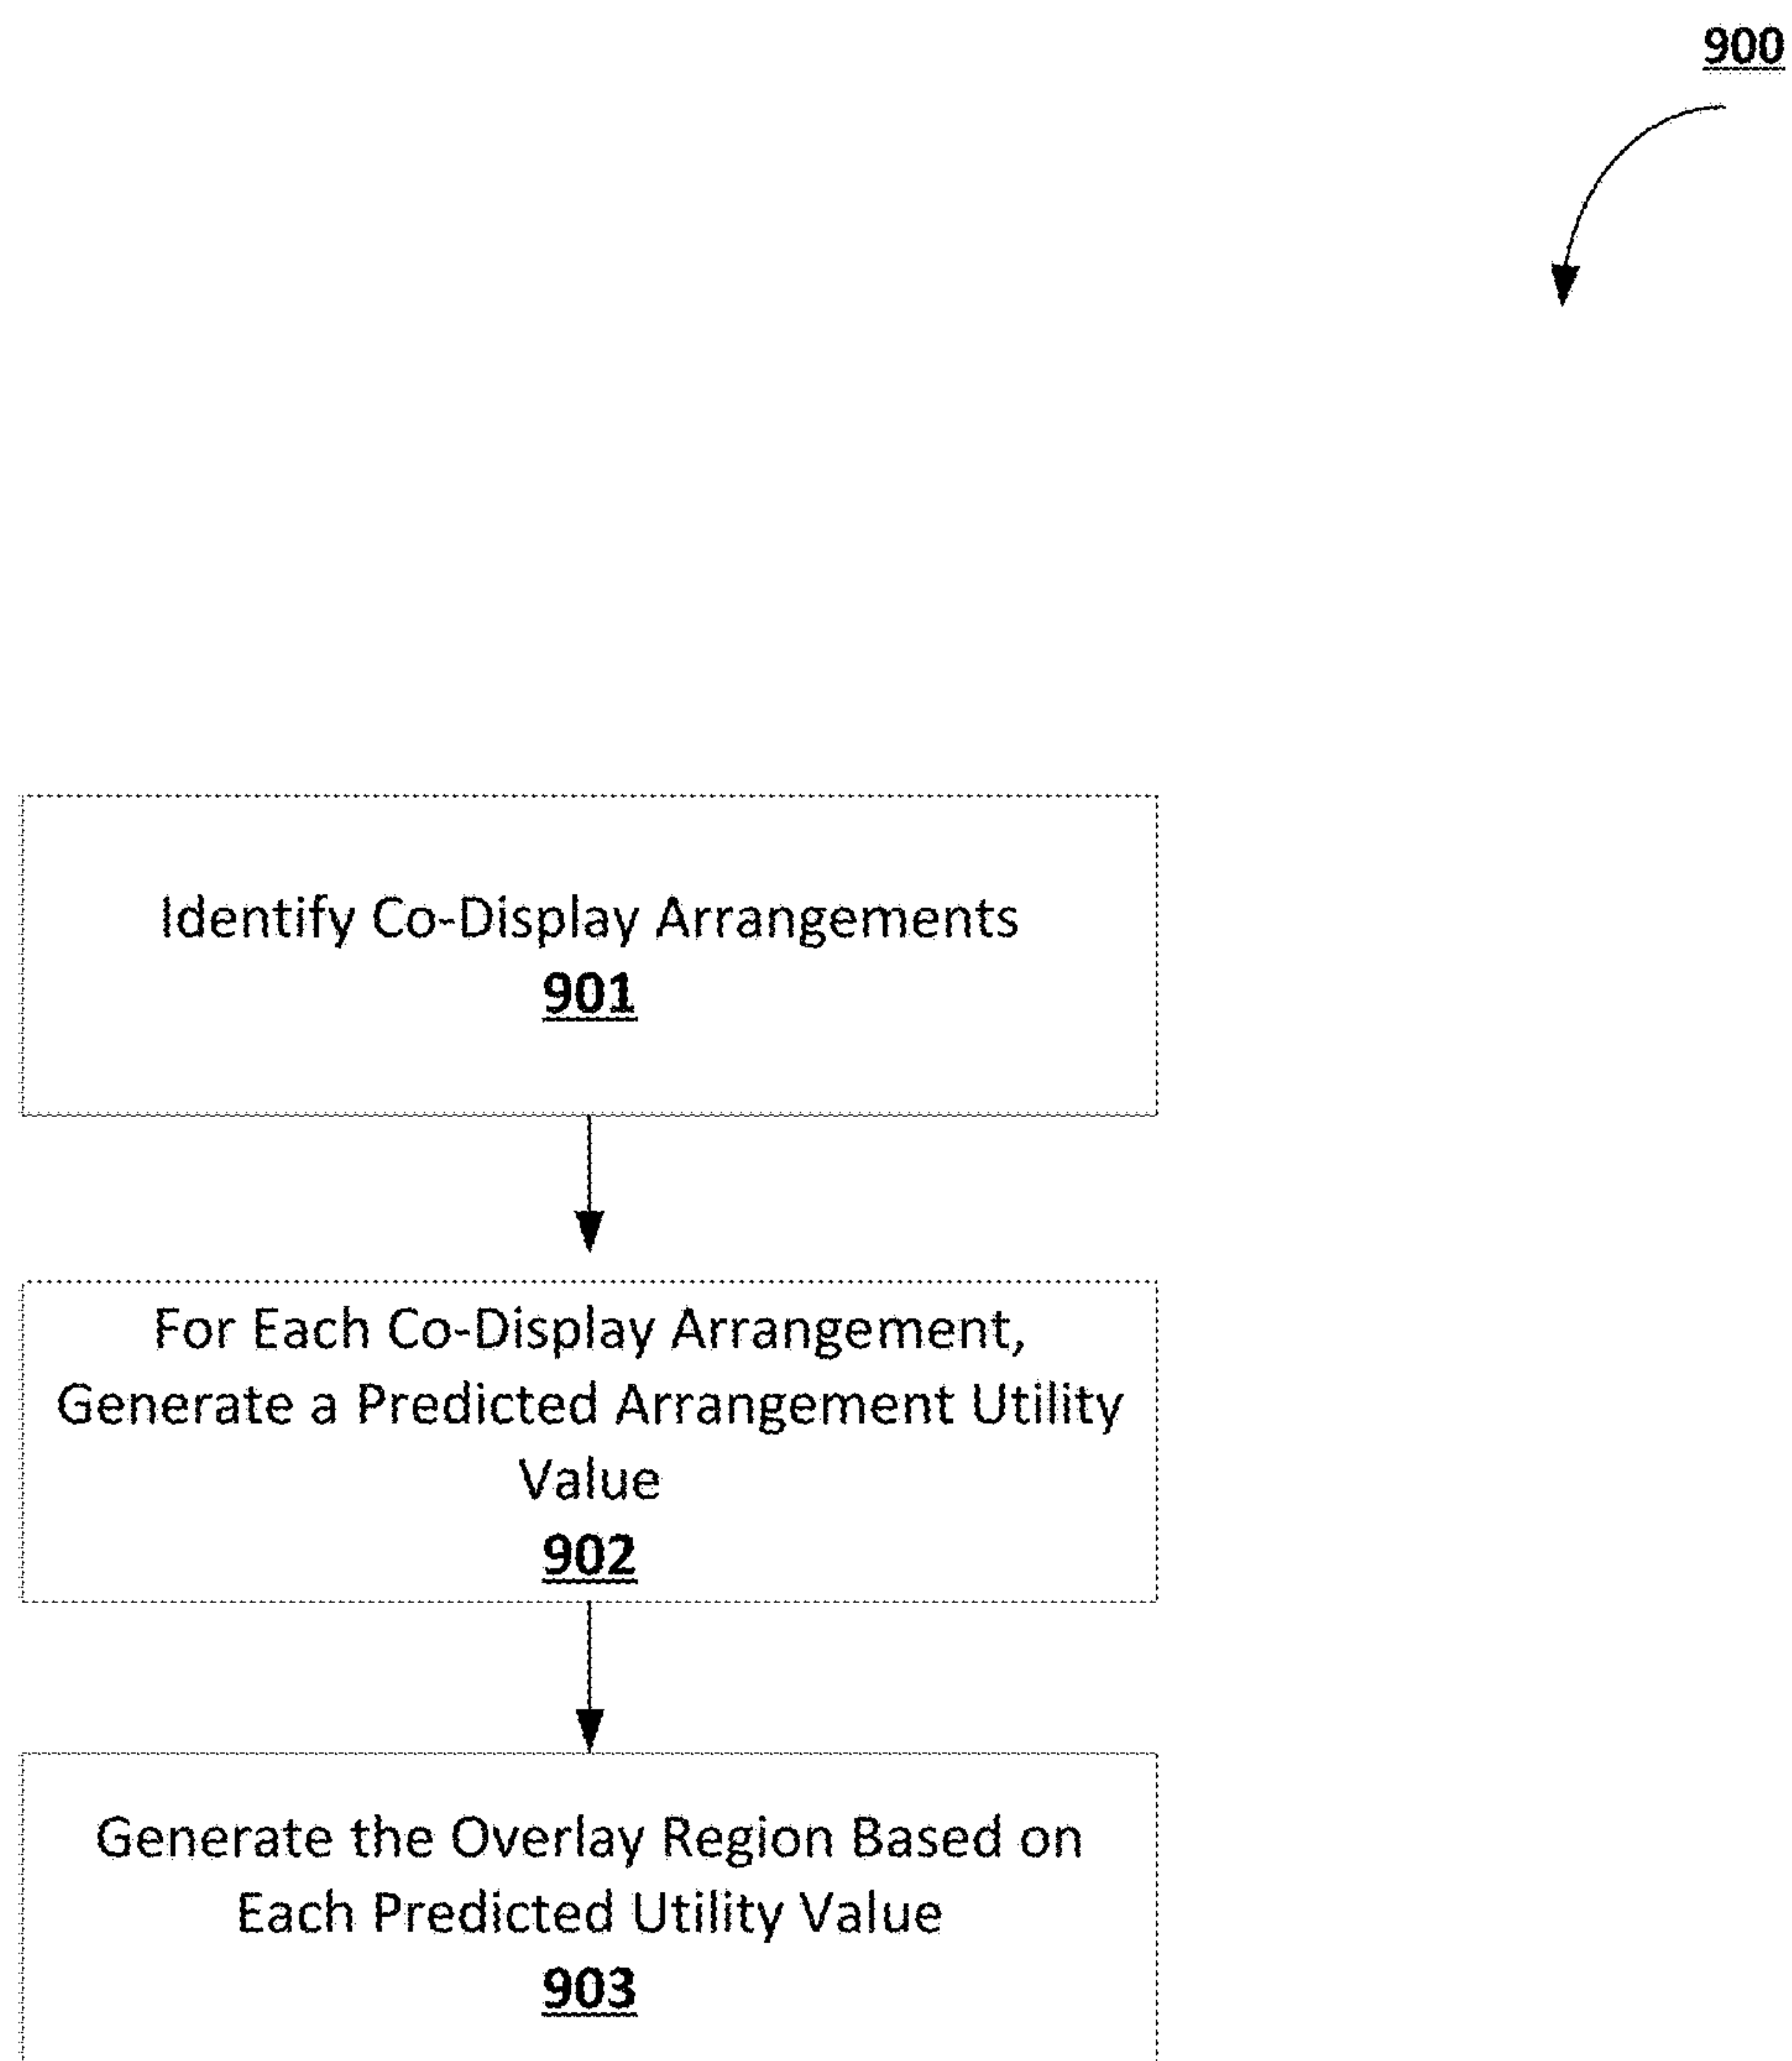 900
Identify Co-Display Arrangements
901
For Each Co-Display Arrangement,
Generate a Predicted Arrangement Utility
Value
902
Generate the Overlay Region Based on
Each Predicted Utility Value
903